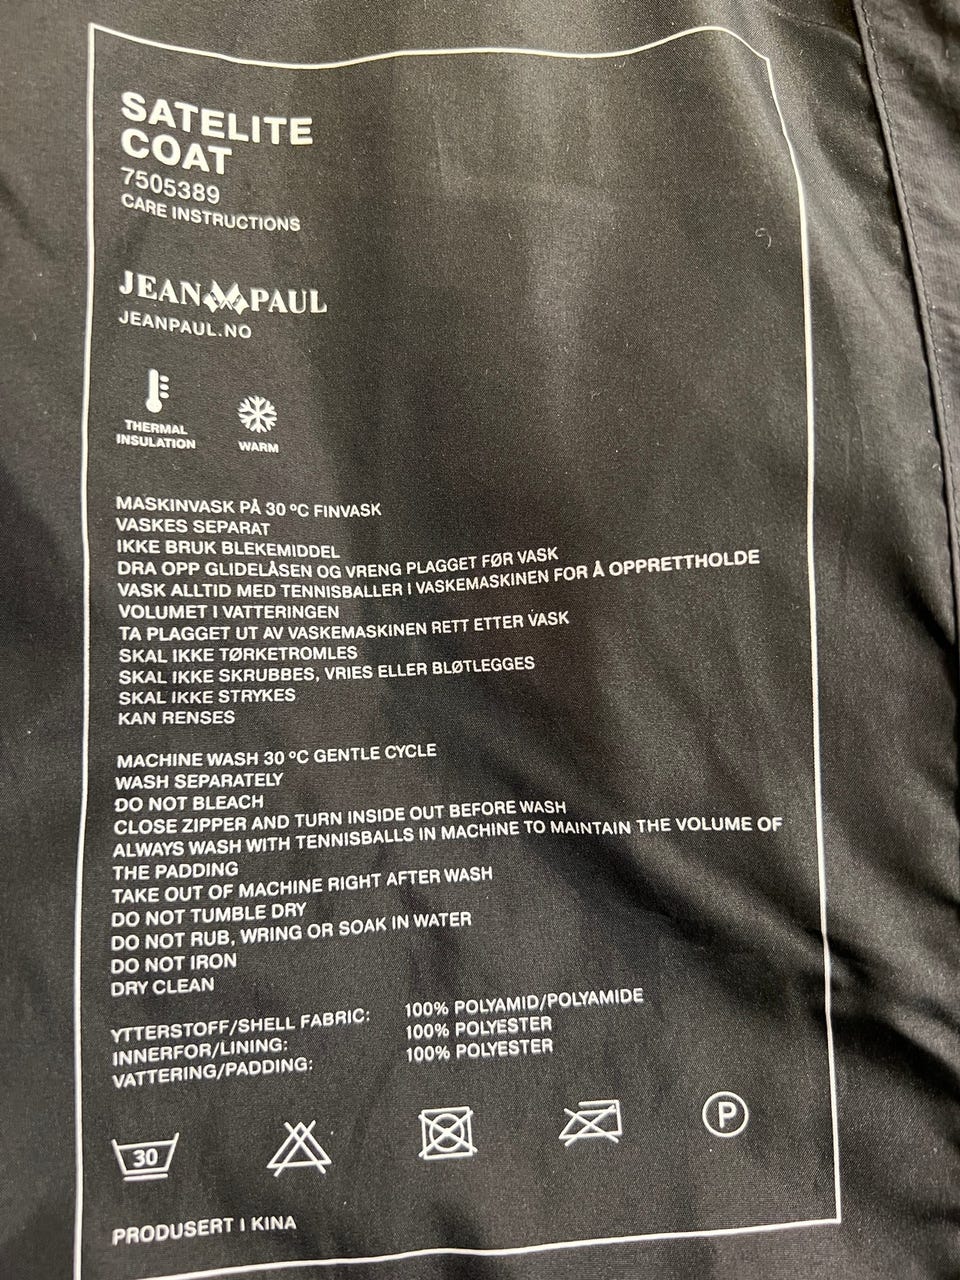 SATELITE
COAT
7505389
CARE INSTRUCTIONS
JEAN PAUL
JEANPAUL.NO
THERMAL
INSULATION
WARM
MASKINVASK PÅ 30 ºC FINVASK
VASKES SEPARAT
IKKE BRUK BLEKEMIDDEL
DRA OPP GLIDELÅSEN OG VRENG PLAGGET FØR VASK
VASK ALLTID MED TENNISBALLER I VASKEMASKINEN FOR Å OPPRETTHOLDE
VOLUMET I VATTERINGEN
TA PLAGGET UT AV VASKEMASKINEN RETT ETTER VASK
SKAL IKKE TØRKETROMLES
SKAL IKKE SKRUBBES, VRIES ELLER BLØTLEGGES
SKAL IKKE STRYKES
KAN RENSES
MACHINE WASH 30 ºC GENTLE CYCLE
WASH SEPARATELY
DO NOT BLEACH
CLOSE ZIPPER AND TURN INSIDE OUT BEFORE WASH
ALWAYS WASH WITH TENNISBALLS IN MACHINE TO MAINTAIN THE VOLUME OF
THE PADDING
TAKE OUT OF MACHINE RIGHT AFTER WASH
DO NOT TUMBLE DRY
DO NOT RUB, WRING OR SOAK IN WATER
DO NOT IRON
DRY CLEAN
YTTERSTOFF/SHELL FABRIC: 100% POLYAMID/POLYAMIDE
INNERFOR/LINING: 100% POLYESTER
VATTERING/PADDING: 100% POLYESTER
30 P
PRODUSERT I KINA